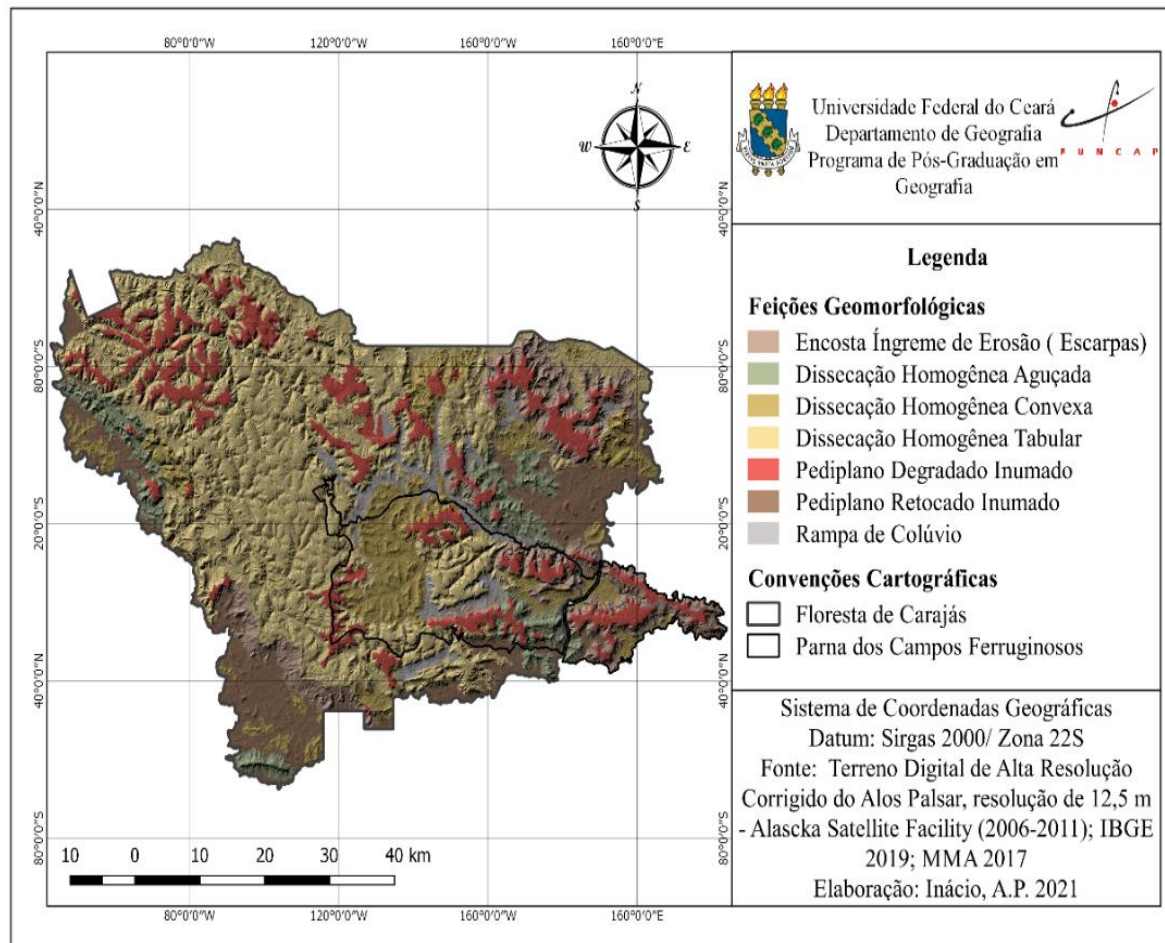 80°0'0"W 120°0'0"W 160°0'0"W 160°0'0"E
N
W E
S
40°0'0"N 40°0'0"N
80°0'0"S 80°0'0"S
20°0'0"S 20°0'0"S
40°0'0"N 40°0'0"N
80°0'0"S 80°0'0"S
10 0 10 20 30 40 km
80°0'0"W 120°0'0"W 160°0'0"W 160°0'0"E
Universidade Federal do Ceará
Departamento de Geografia
Programa de Pós-Graduação em
Geografia
FUNCAP
Legenda
Feições Geomorfológicas
Encosta Íngreme de Erosão ( Escarpas)
Dissecação Homogênea Aguçada
Dissecação Homogênea Convexa
Dissecação Homogênea Tabular
Pediplano Degradado Inumado
Pediplano Retocado Inumado
Rampa de Colúvio
Convenções Cartográficas
Floresta de Carajás
Parna dos Campos Ferruginosos
Sistema de Coordenadas Geográficas
Datum: Sirgas 2000/ Zona 22S
Fonte: Terreno Digital de Alta Resolução
Corrigido do Alos Palsar, resolução de 12,5 m
- Alascka Satellite Facility (2006-2011); IBGE
2019; MMA 2017
Elaboração: Inácio, A.P. 2021